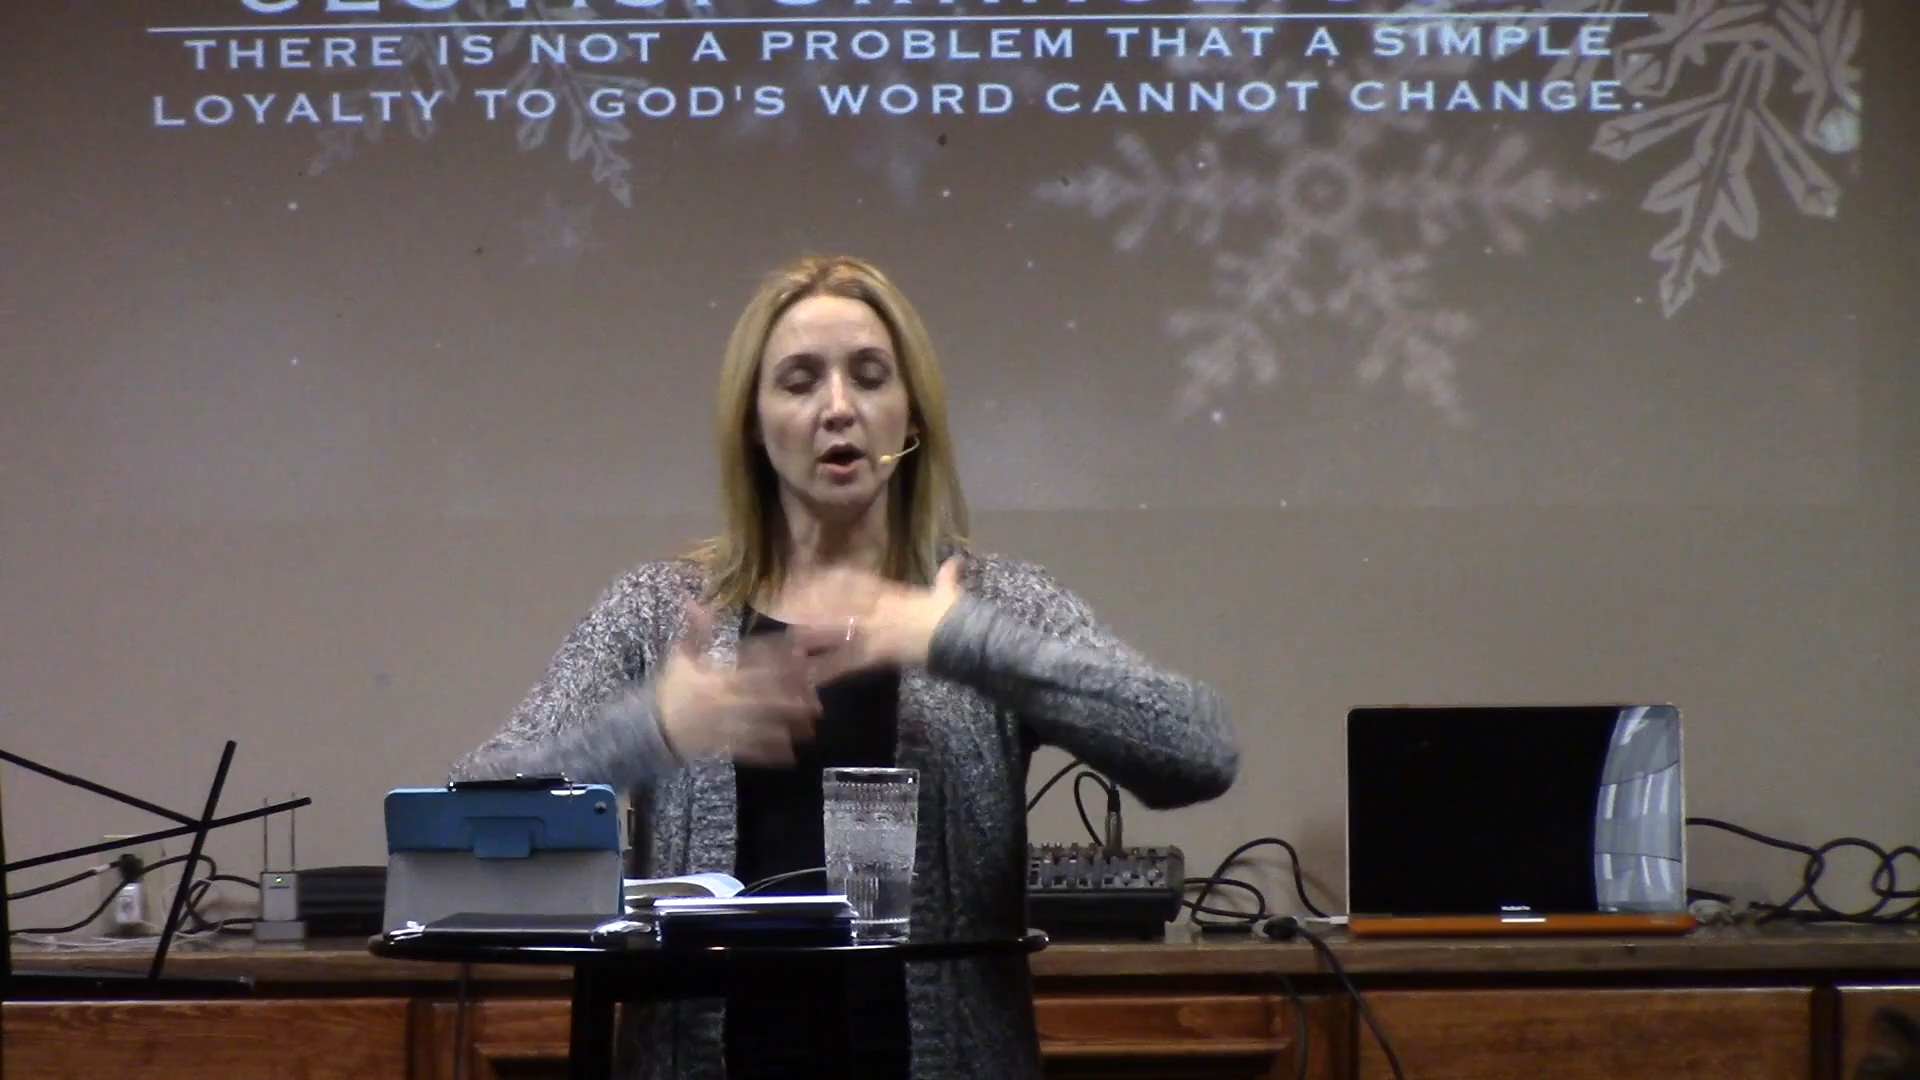 THERE IS NOT A PROBLEM THAT A SIMPLE
LOYALTY TO GOD'S WORD CANNOT CHANGE.